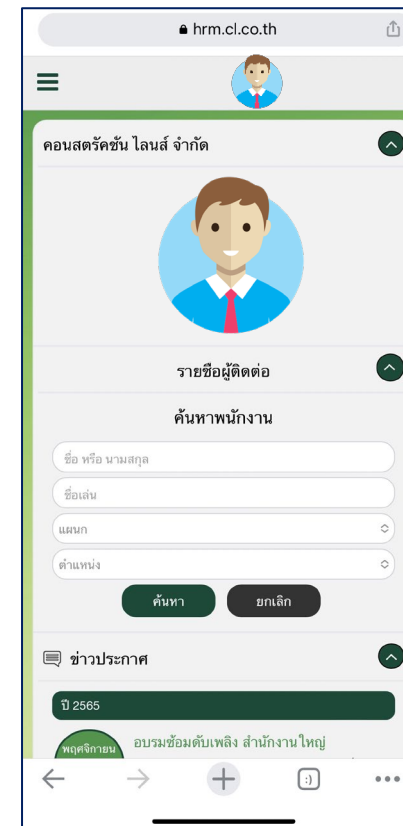 hrm.cl.co.th
คอนสตรัคชัน ไลนส์ จำกัด
รายชื่อผู้ติดต่อ
ค้นหาพนักงาน
ชื่อ หรือ นามสกุล
ชื่อเล่น
แผนก
ตำแหน่ง
ค้นหา ยกเลิก
ข่าวประกาศ
ปี 2565
พฤศจิกายน อบรมซ้อมดับเพลิง สำนักงานใหญ่
:)